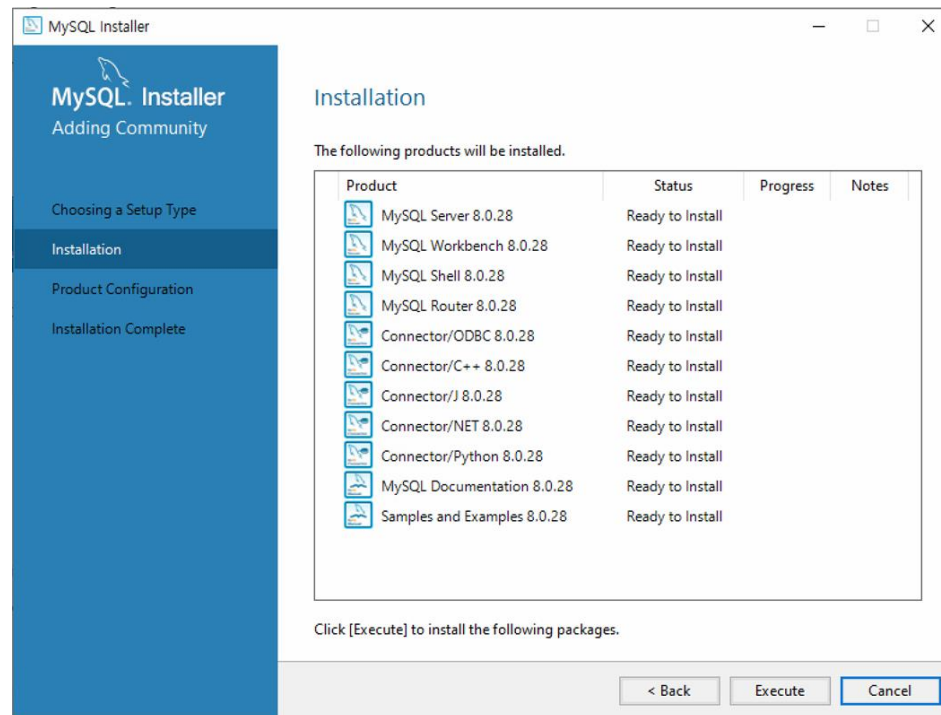 MySQL Installer
MySQL. Installer
Adding Community
Choosing a Setup Type
Installation
Product Configuration
Installation Complete
Installation
The following products will be installed.
Product Status Progress Notes
MySQL Server 8.0.28 Ready to Install
MySQL Workbench 8.0.28 Ready to Install
MySQL Shell 8.0.28 Ready to Install
MySQL Router 8.0.28 Ready to Install
Connector/ODBC 8.0.28 Ready to Install
Connector/C++ 8.0.28 Ready to Install
Connector/J 8.0.28 Ready to Install
Connector/NET 8.0.28 Ready to Install
Connector/Python 8.0.28 Ready to Install
MySQL Documentation 8.0.28 Ready to Install
Samples and Examples 8.0.28 Ready to Install
Click [Execute] to install the following packages.
< Back Execute Cancel